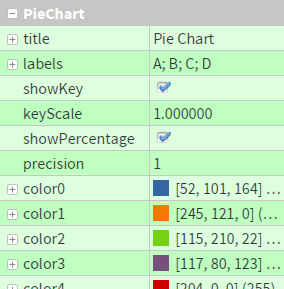 PieChart
title Pie Chart
labels A; B; C; D
showKey
keyScale 1.000000
showPercentage
precision 1
color0 [52, 101, 164] ...
color1 [245, 121, 0] (...
color2 [115, 210, 22] ...
color3 [117, 80, 123] ...
color4 [204, 0, 0] (255)